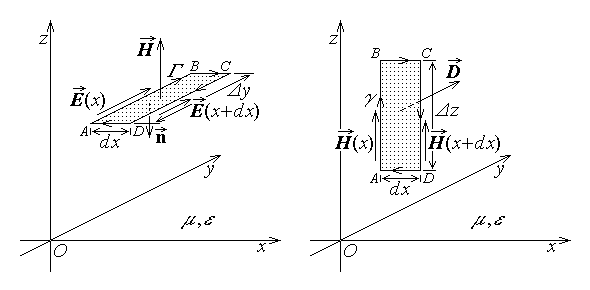 z
H⃗
Γ
B
C
E⃗(x)
Δy
E⃗(x+dx)
A
D
n⃗
dx
y
μ, ε
O
x
z
B
C
D⃗
γ
Δz
H⃗(x)
H⃗(x+dx)
A
D
dx
y
μ, ε
O
x